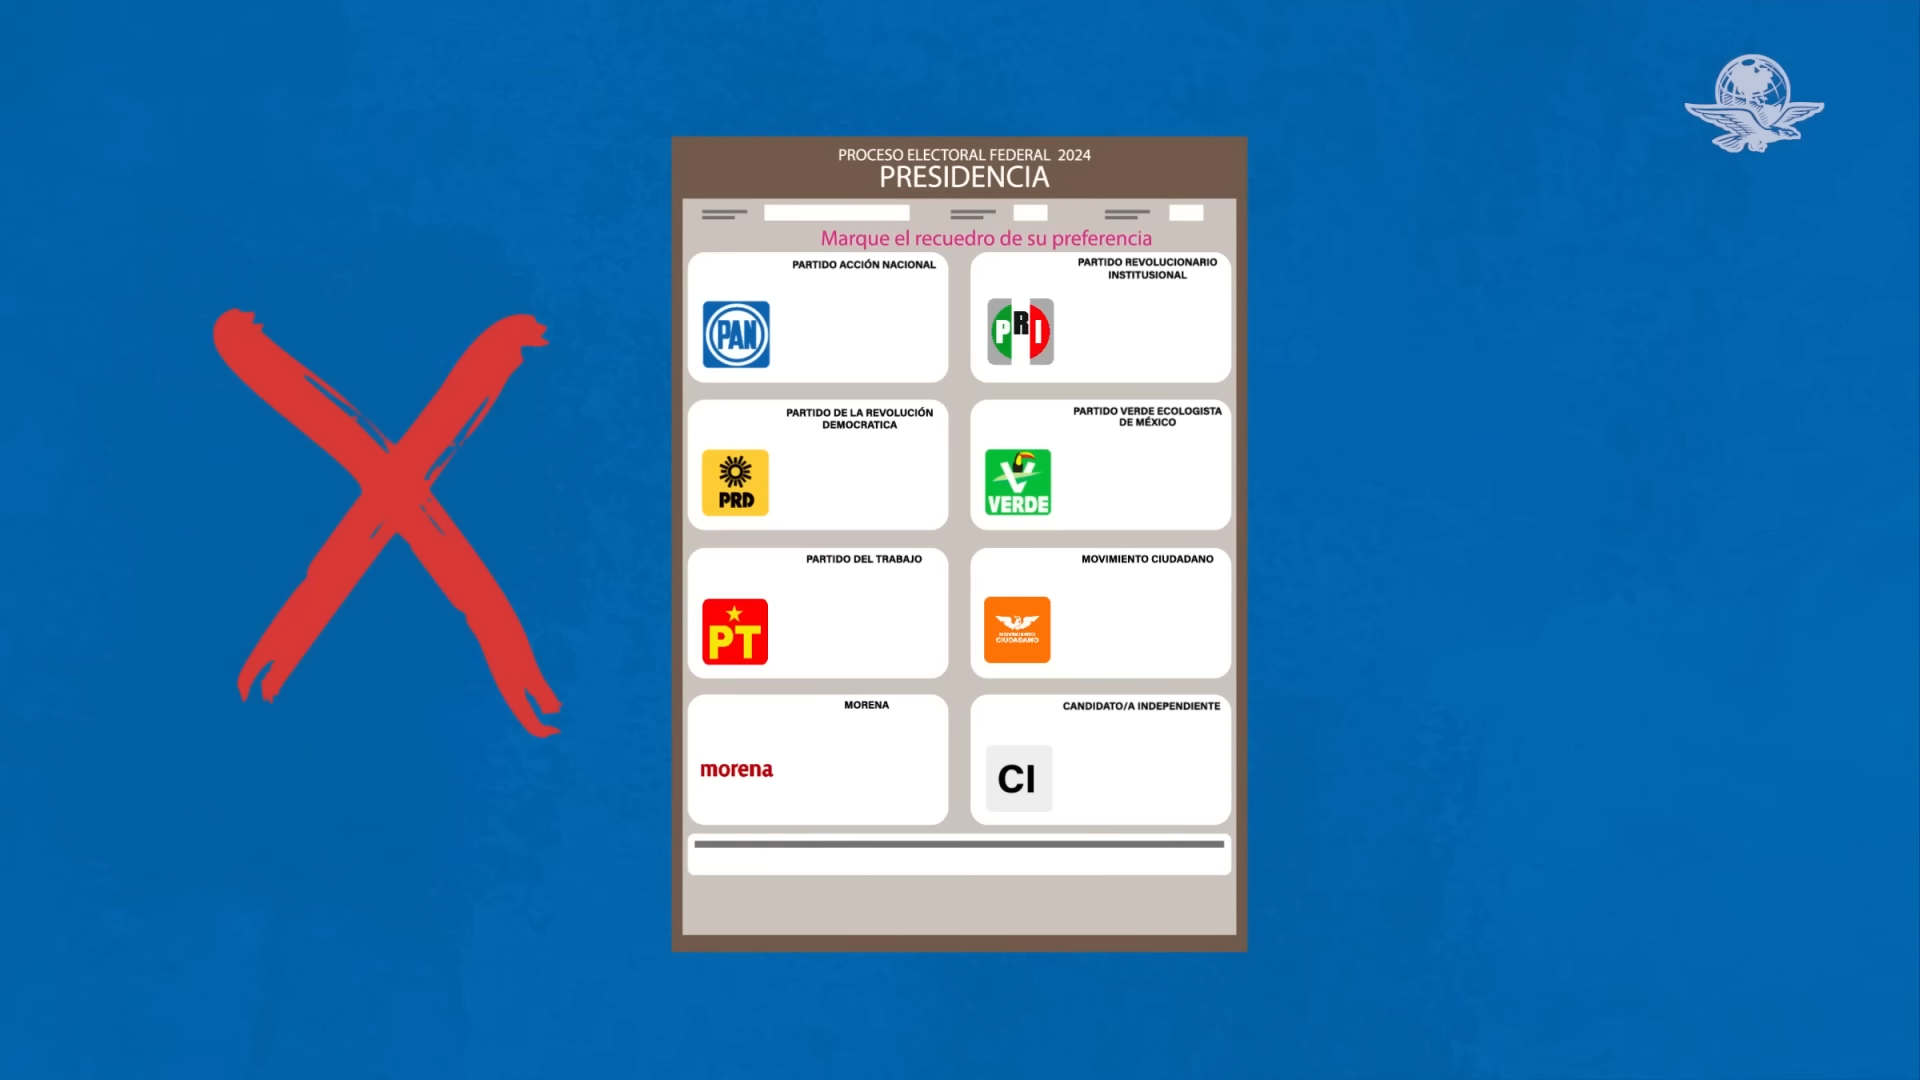 PROCESO ELECTORAL FEDERAL 2024
PRESIDENCIA
Marque el recuedro de su preferencia
PARTIDO ACCIÓN NACIONAL
PAN
PARTIDO REVOLUCIONARIO
INSTITUSIONAL
PRI
PARTIDO DE LA REVOLUCIÓN
DEMOCRATICA
PRD
PARTIDO VERDE ECOLOGISTA
DE MÉXICO
VERDE
PARTIDO DEL TRABAJO
PT
MOVIMIENTO CIUDADANO
MOVIMIENTO
CIUDADANO
MORENA
morena
CANDIDATO/A INDEPENDIENTE
CI